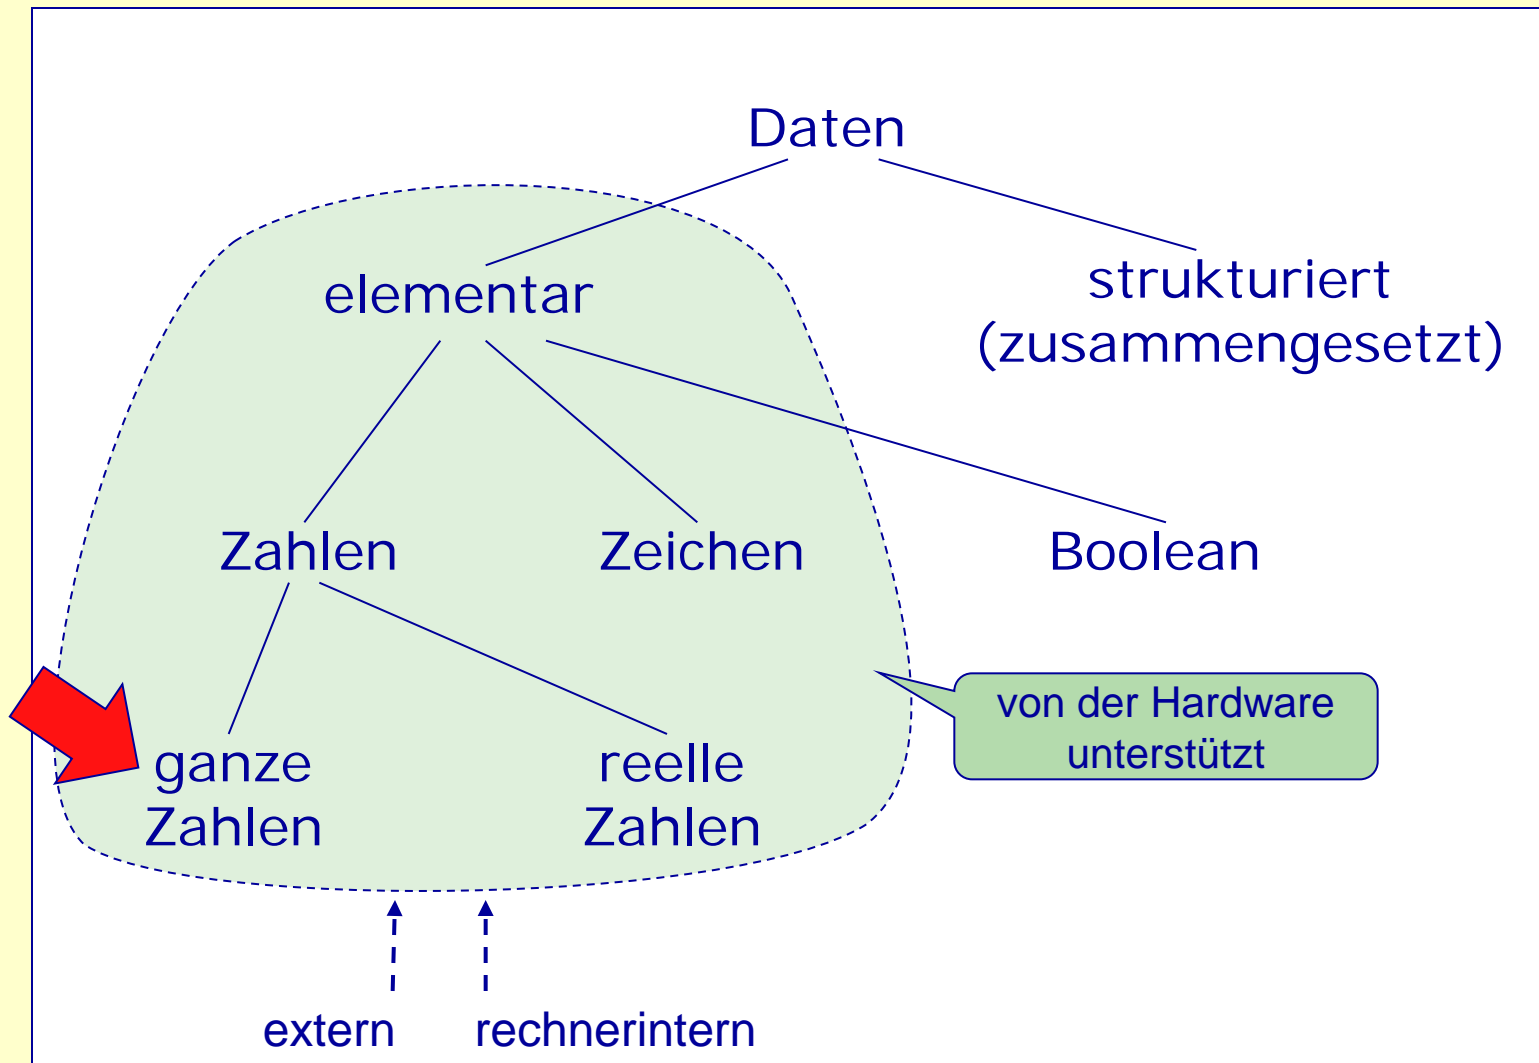 Daten
elementar
strukturiert
(zusammengesetzt)
Zahlen
Zeichen
Boolean
von der Hardware
unterstützt
ganze
Zahlen
reelle
Zahlen
extern
rechnerintern